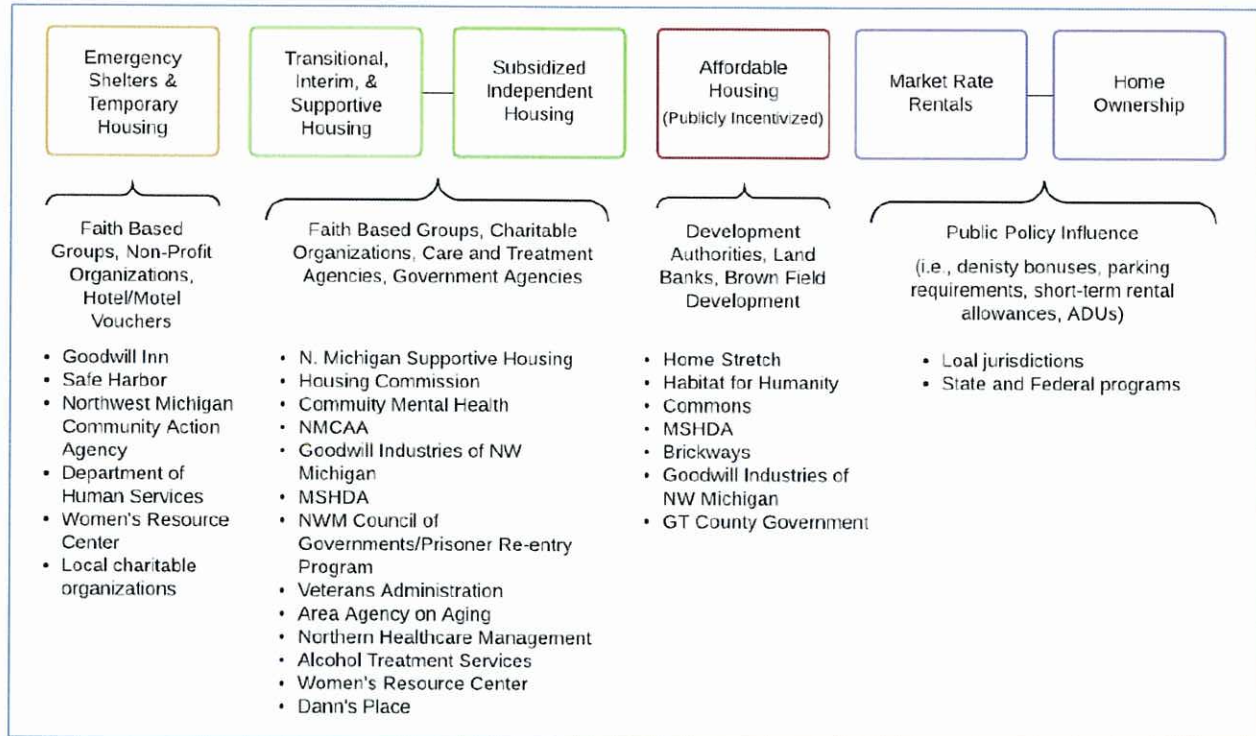 Emergency
Shelters &
Temporary
Housing
Transitional,
Interim, &
Supportive
Housing
Subsidized
Independent
Housing
Affordable
Housing
(Publicly Incentivized)
Market Rate
Rentals
Home
Ownership
Faith Based
Groups, Non-Profit
Organizations,
Hotel/Motel
Vouchers
• Goodwill Inn
• Safe Harbor
• Northwest Michigan
Community Action
Agency
• Department of
Human Services
• Women's Resource
Center
• Local charitable
organizations
Faith Based Groups, Charitable
Organizations, Care and Treatment
Agencies, Government Agencies
• N. Michigan Supportive Housing
• Housing Commission
• Commuity Mental Health
• NMCAA
• Goodwill Industries of NW
Michigan
• MSHDA
• NWM Council of
Governments/Prisoner Re-entry
Program
• Veterans Administration
• Area Agency on Aging
• Northern Healthcare Management
• Alcohol Treatment Services
• Women's Resource Center
• Dann's Place
Development
Authorities, Land
Banks, Brown Field
Development
• Home Stretch
• Habitat for Humanity
• Commons
• MSHDA
• Brickways
• Goodwill Industries of
NW Michigan
• GT County Government
Public Policy Influence
(i.e., denisty bonuses, parking
requirements, short-term rental
allowances, ADUs)
• Loal jurisdictions
• State and Federal programs